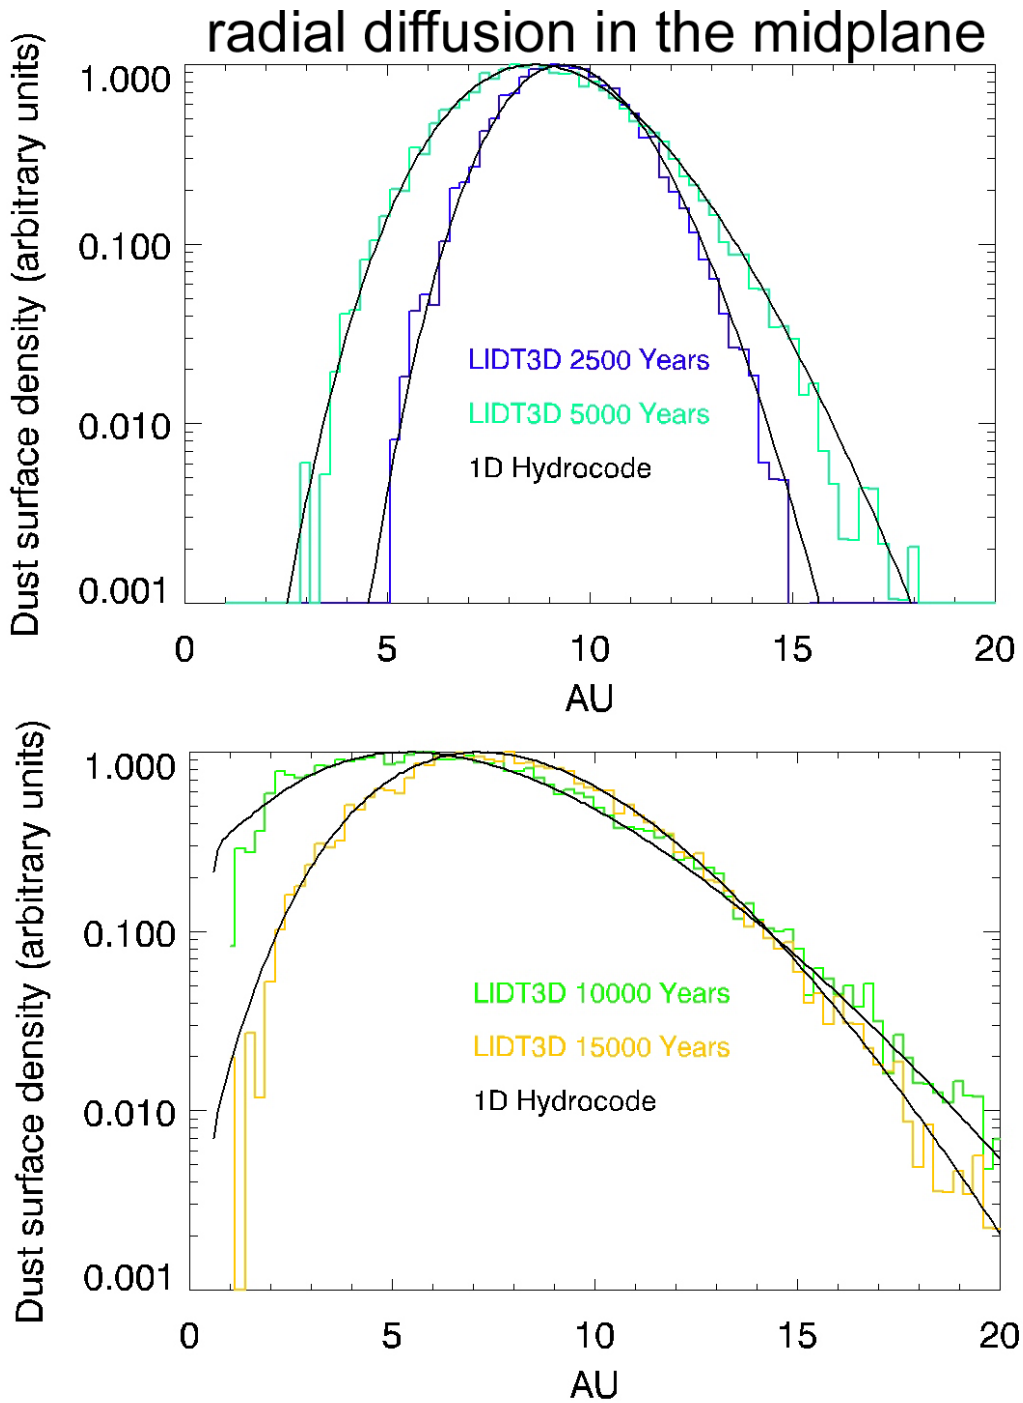 radial diffusion in the midplane
Dust surface density (arbitrary units)
1.000
0.100
0.010
0.001
LIDT3D 2500 Years
LIDT3D 5000 Years
1D Hydrocode
0 5 10 15 20
AU
Dust surface density (arbitrary units)
1.000
0.100
0.010
0.001
LIDT3D 10000 Years
LIDT3D 15000 Years
1D Hydrocode
0 5 10 15 20
AU